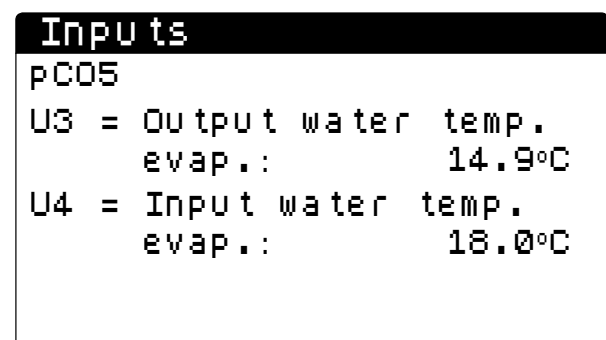 Inputs
pCO5
U3 = Output water temp.
evap.: 14.9°C
U4 = Input water temp.
evap.: 18.0°C